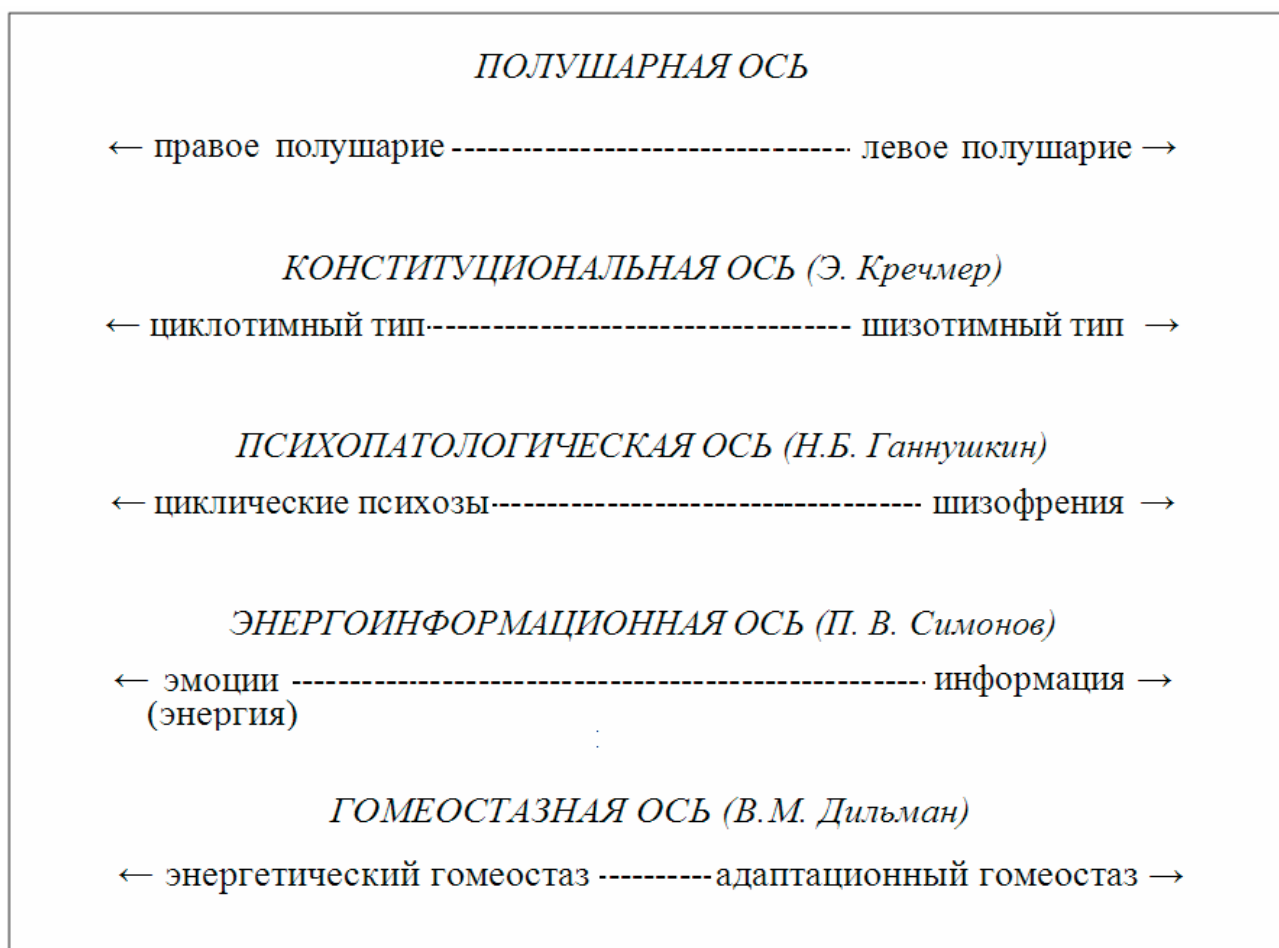 ПОЛУШАРНАЯ ОСЬ
← правое полушарие ----------------------------- левое полушарие →
КОНСТИТУЦИОНАЛЬНАЯ ОСЬ (Э. Кречмер)
← циклотимный тип-------------------------------- шизотимный тип →
ПСИХОПАТОЛОГИЧЕСКАЯ ОСЬ (Н.Б. Ганнушкин)
← циклические психозы-------------------------------- шизофрения →
ЭНЕРГОИНФОРМАЦИОННАЯ ОСЬ (П. В. Симонов)
← эмоции ----------------------------------------------- информация →
(энергия)
ГОМЕОСТАЗНАЯ ОСЬ (В.М. Дильман)
← энергетический гомеостаз ----------адаптационный гомеостаз →